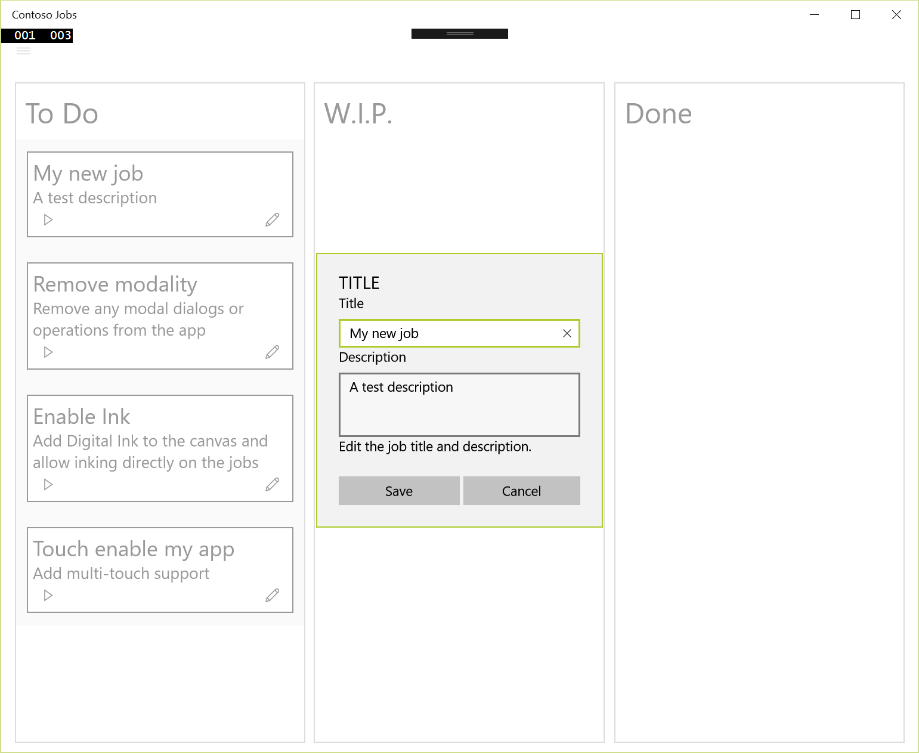 Contoso Jobs
001 003
To Do
My new job
A test description
Remove modality
Remove any modal dialogs or
operations from the app
Enable Ink
Add Digital Ink to the canvas and
allow inking directly on the jobs
Touch enable my app
Add multi-touch support
W.I.P.
TITLE
Title
My new job
Description
A test description
Edit the job title and description.
Save Cancel
Done